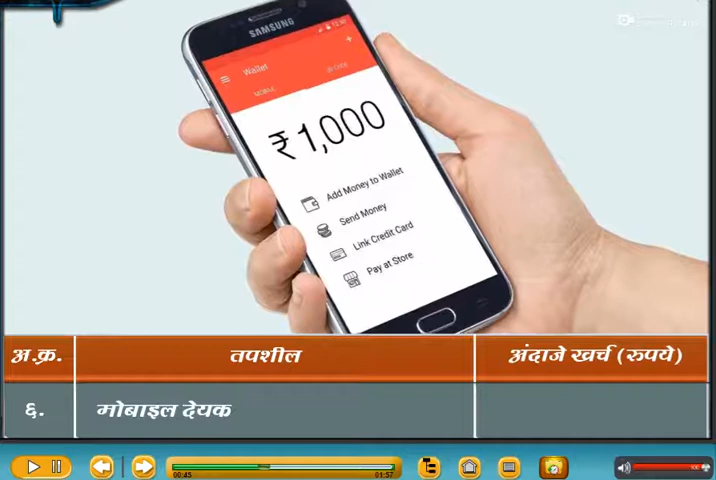 SAMSUNG
Wallet
+
MOBILE
₹ 1,000
Add Money to Wallet
Send Money
Link Credit Card
Pay at Store
अ.क्र. तपशील अंदाजे खर्च (रुपये)
६. मोबाइल देयक
00:45 01:57